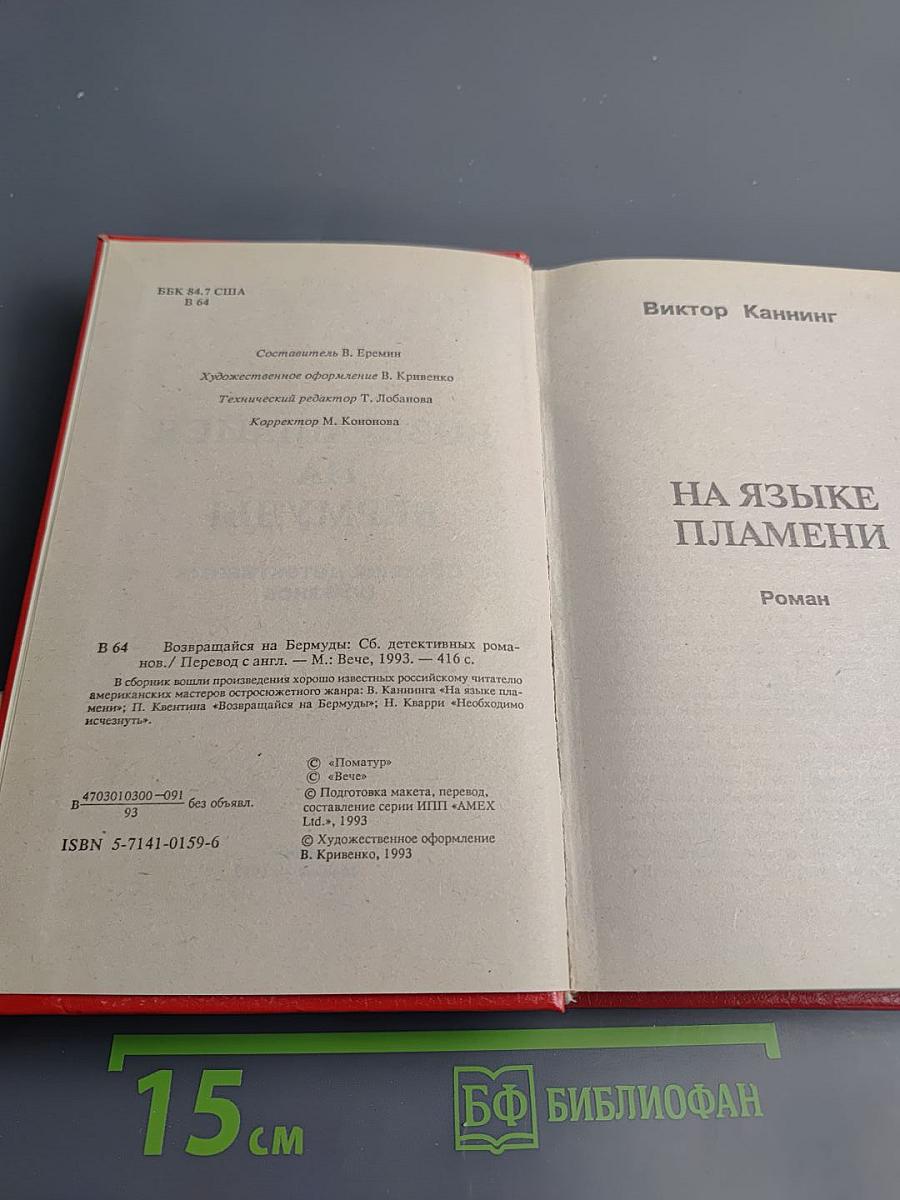 ББК 84.7 США
В 64
Составитель В. Еремин
Художественное оформление В. Кривенко
Технический редактор Т. Лобанова
Корректор М. Кононова
В 64 Возвращайся на Бермуды: Сб. детективных рома-
нов./ Перевод с англ. — М.: Вече, 1993. — 416 с.
В сборник вошли произведения хорошо известных российскому читателю
американских мастеров остросюжетного жанра: В. Каннинга «На языке пла-
мени»; П. Квентина «Возвращайся на Бермуды»; Н. Кварри «Необходимо
исчезнуть».
В 4703010300—091
93
без объявл.
ISBN 5-7141-0159-6
© «Поматур»
© «Вече»
© Подготовка макета, перевод,
составление серии ИПП «AMEX
Ltd.», 1993
© Художественное оформление
В. Кривенко, 1993
Виктор Каннинг
НА ЯЗЫКЕ
ПЛАМЕНИ
Роман
15 см
БФ БИБЛИОФАН